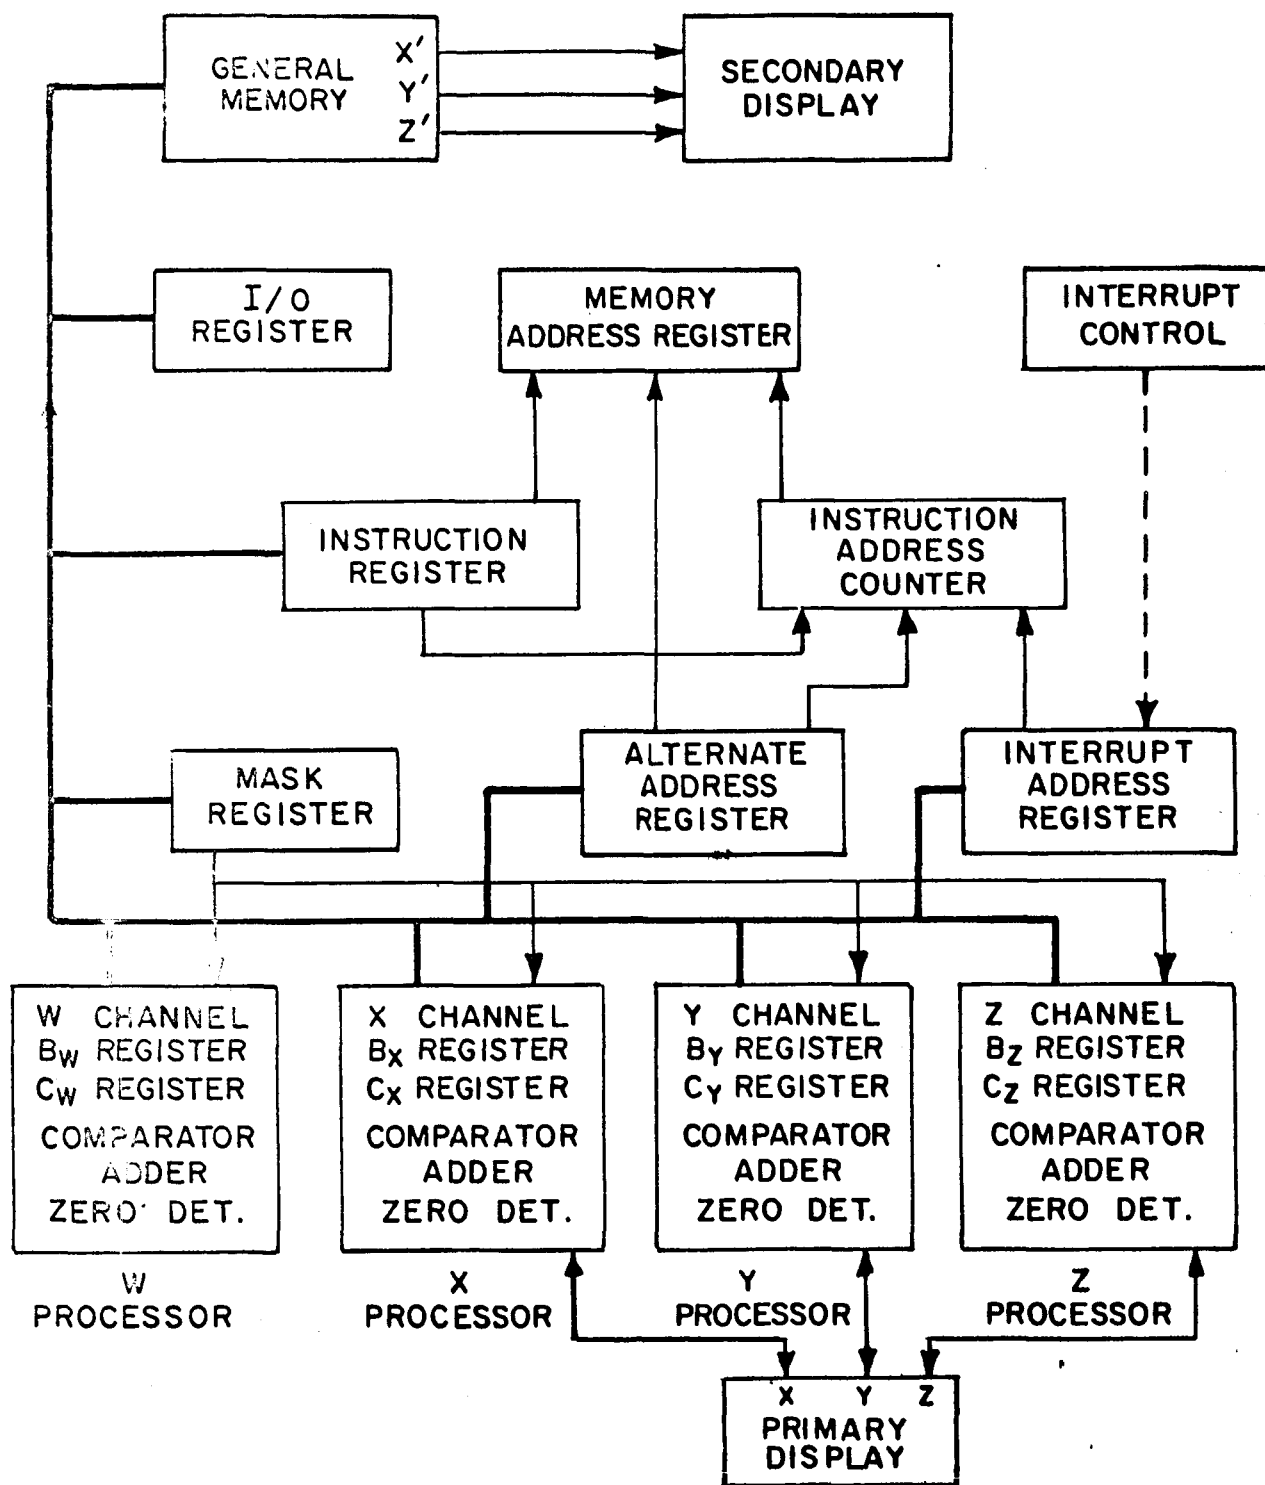 GENERAL
MEMORY
X'
Y'
Z'
SECONDARY
DISPLAY
I/O
REGISTER
MEMORY
ADDRESS REGISTER
INTERRUPT
CONTROL
INSTRUCTION
REGISTER
INSTRUCTION
ADDRESS
COUNTER
MASK
REGISTER
ALTERNATE
ADDRESS
REGISTER
INTERRUPT
ADDRESS
REGISTER
W CHANNEL
BW REGISTER
CW REGISTER
COMPARATOR
ADDER
ZERO DET.
W
PROCESSOR
X CHANNEL
BX REGISTER
CX REGISTER
COMPARATOR
ADDER
ZERO DET.
X
PROCESSOR
Y CHANNEL
BY REGISTER
CY REGISTER
COMPARATOR
ADDER
ZERO DET.
Y
PROCESSOR
Z CHANNEL
BZ REGISTER
CZ REGISTER
COMPARATOR
ADDER
ZERO DET.
Z
PROCESSOR
X Y Z
PRIMARY
DISPLAY